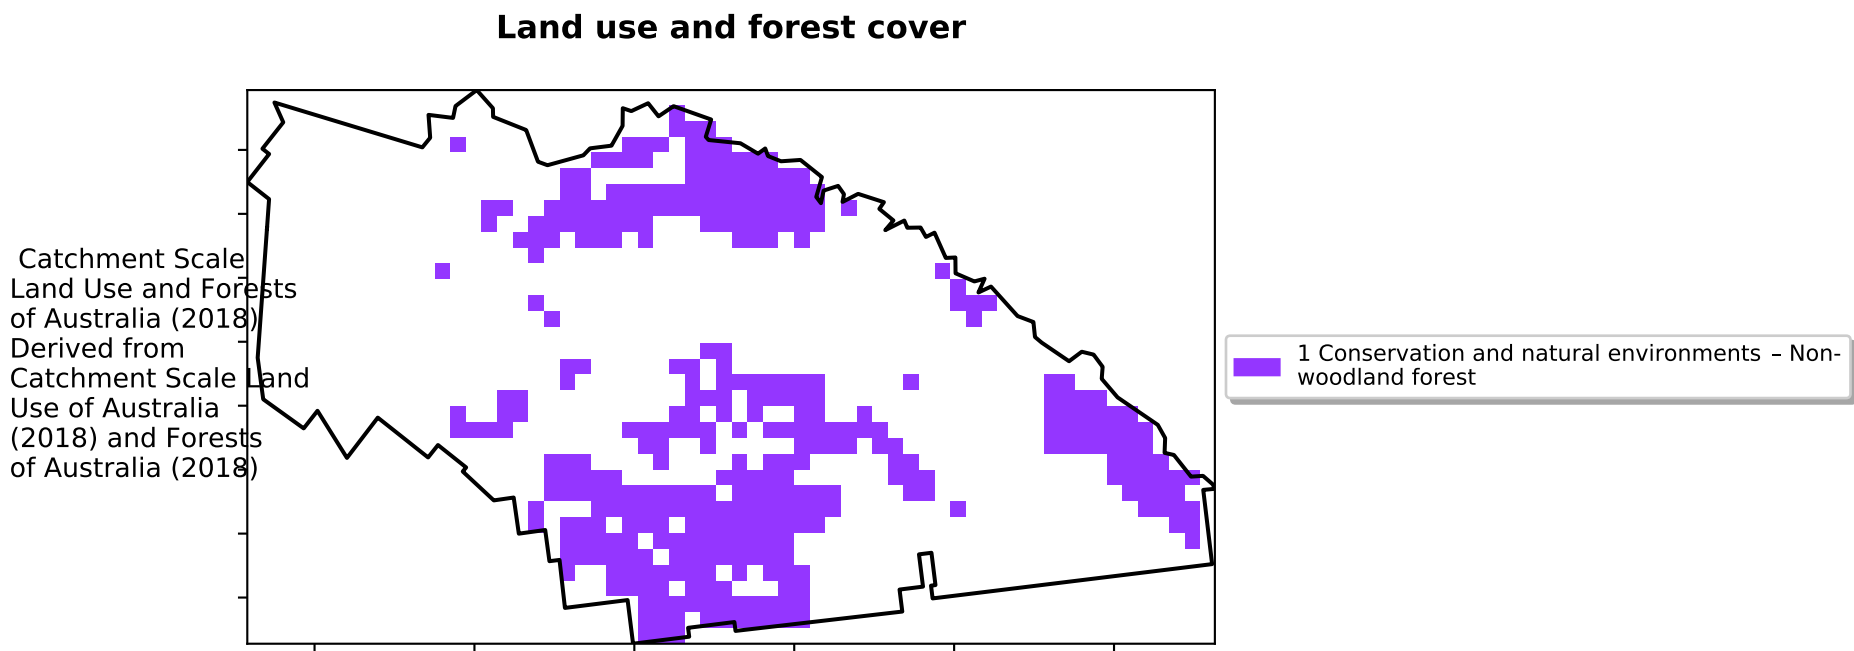 Land use and forest cover
Catchment Scale
Land Use and Forests
of Australia (2018)
Derived from
Catchment Scale Land
Use of Australia
(2018) and Forests
of Australia (2018)
1 Conservation and natural environments – Non-
woodland forest